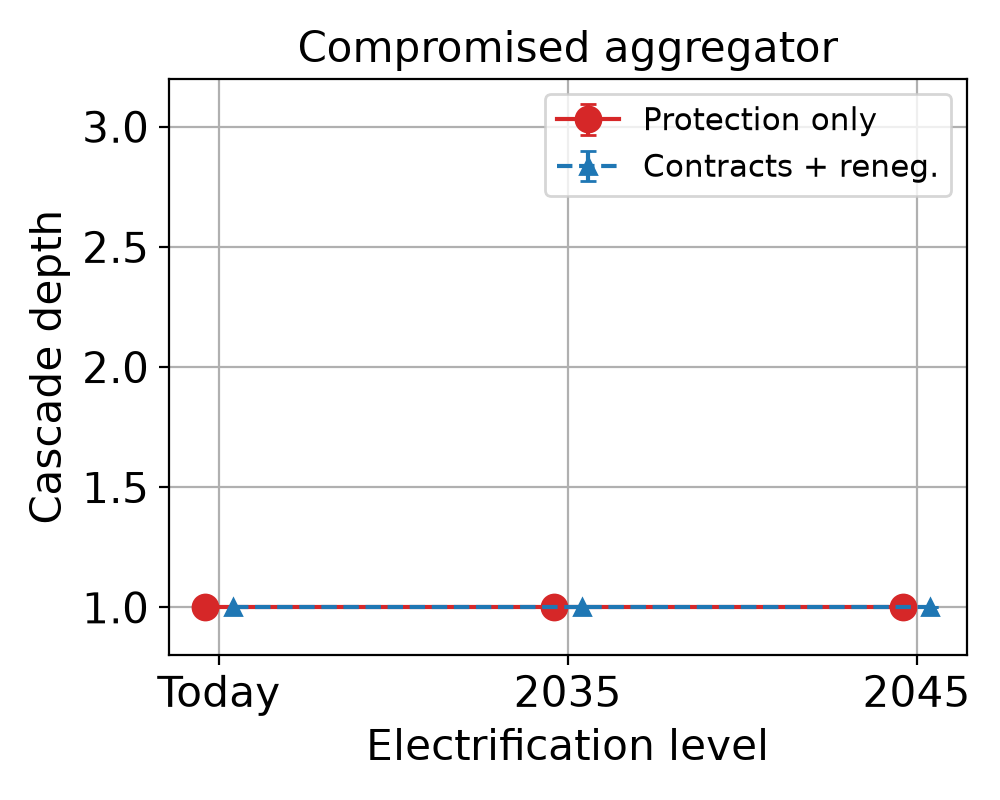 Compromised aggregator
Protection only
Contracts + reneg.
3.0
2.5
2.0
1.5
1.0
Cascade depth
Today 2035 2045
Electrification level